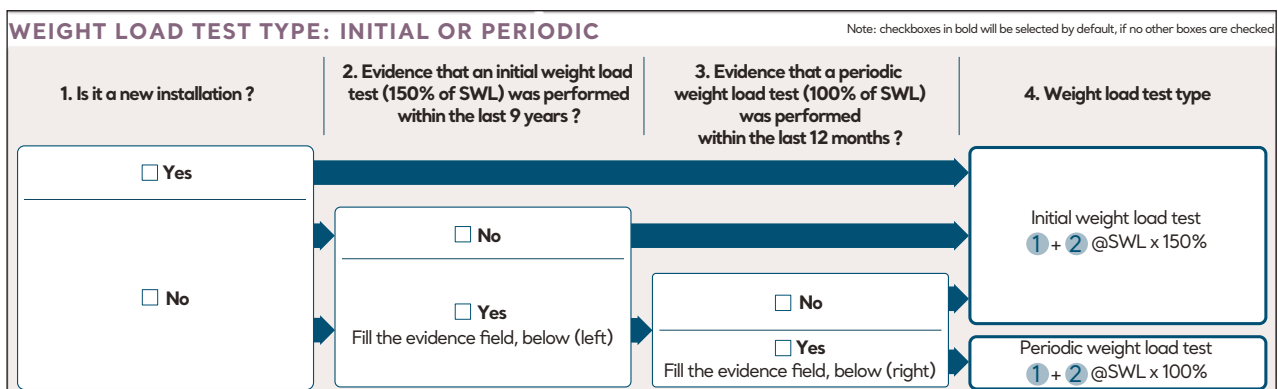 WEIGHT LOAD TEST TYPE: INITIAL OR PERIODIC
Note: checkboxes in bold will be selected by default, if no other boxes are checked
1. Is it a new installation ?
2. Evidence that an initial weight load
test (150% of SWL) was performed
within the last 9 years ?
3. Evidence that a periodic
weight load test (100% of SWL)
was performed
within the last 12 months ?
4. Weight load test type
Yes
No
No
Yes
Fill the evidence field, below (left)
No
Yes
Fill the evidence field, below (right)
Initial weight load test
1 + 2 @SWL x 150%
Periodic weight load test
1 + 2 @SWL x 100%